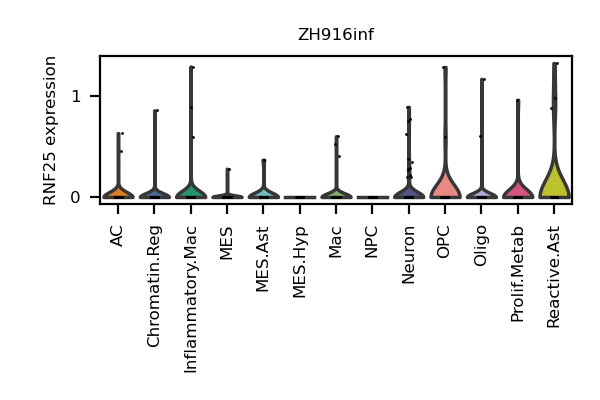 ZH916inf
RNF25 expression
1
0
AC
Chromatin.Reg
Inflammatory.Mac
MES
MES.Ast
MES.Hyp
Mac
NPC
Neuron
OPC
Oligo
Prolif.Metab
Reactive.Ast